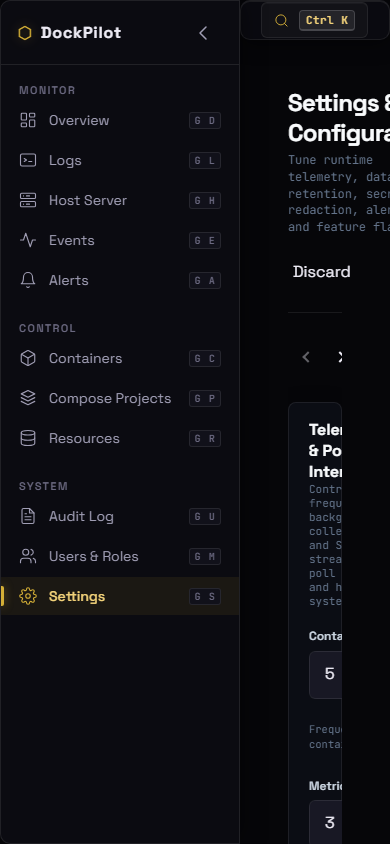 DockPilot
Ctrl K
MONITOR
Overview G D
Logs G L
Host Server G H
Events G E
Alerts G A
CONTROL
Containers G C
Compose Projects G P
Resources G R
SYSTEM
Audit Log G U
Users & Roles G M
Settings G S
Settings &
Configura
Tune runtime
telemetry, data
retention, secr
redaction, aler
and feature fla
Discard
Teler
& Po
Inter
Contr
frequ
backg
colle
and S
strea
poll
and h
syste
Conta
5
Frequ
conta
Metric
3